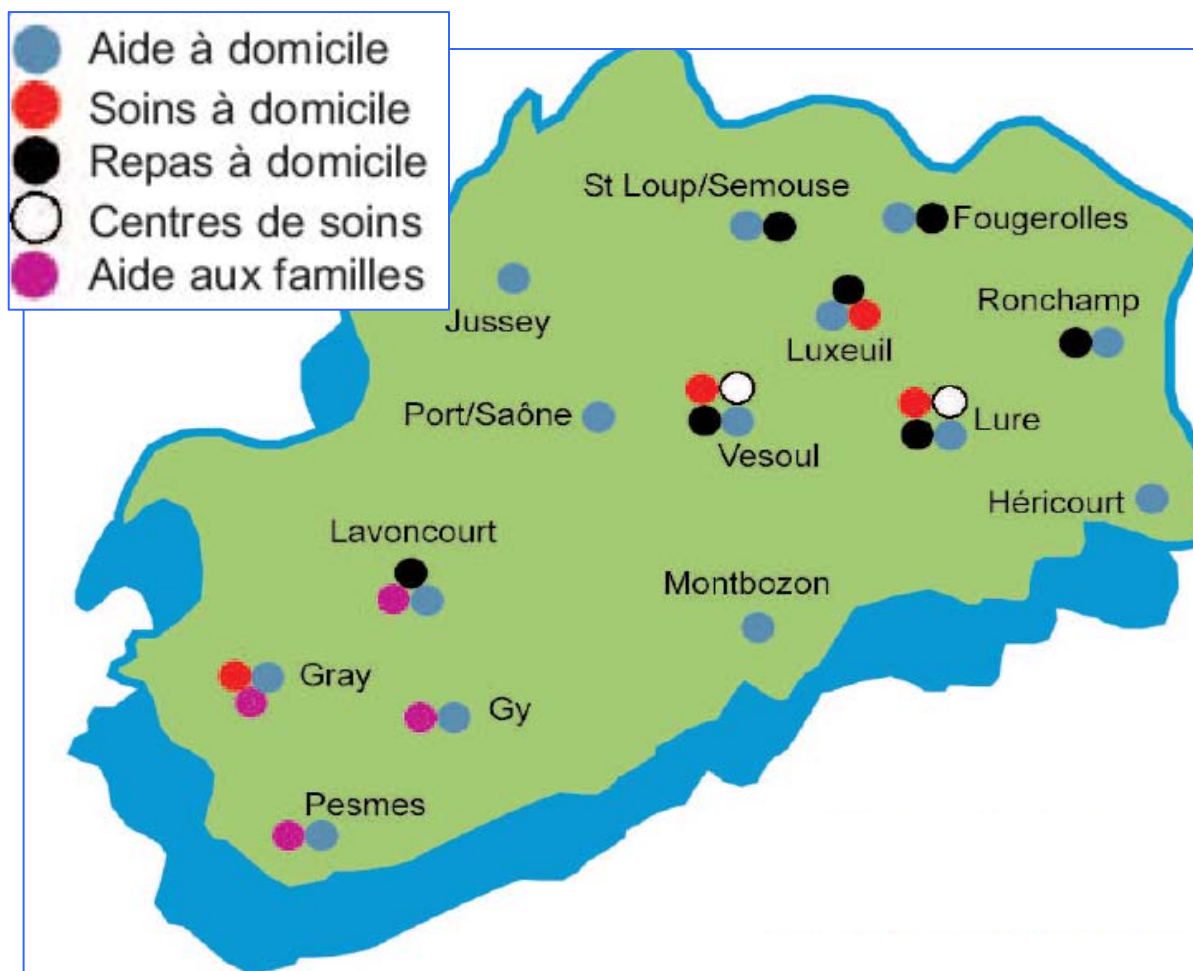 Aide à domicile
Soins à domicile
Repas à domicile
Centres de soins
Aide aux familles
St Loup/Semouse
Fougerolles
Jussey
Ronchamp
Luxeuil
Port/Saône
Vesoul
Lure
Héricourt
Lavoncourt
Montbozon
Gray
Gy
Pesmes